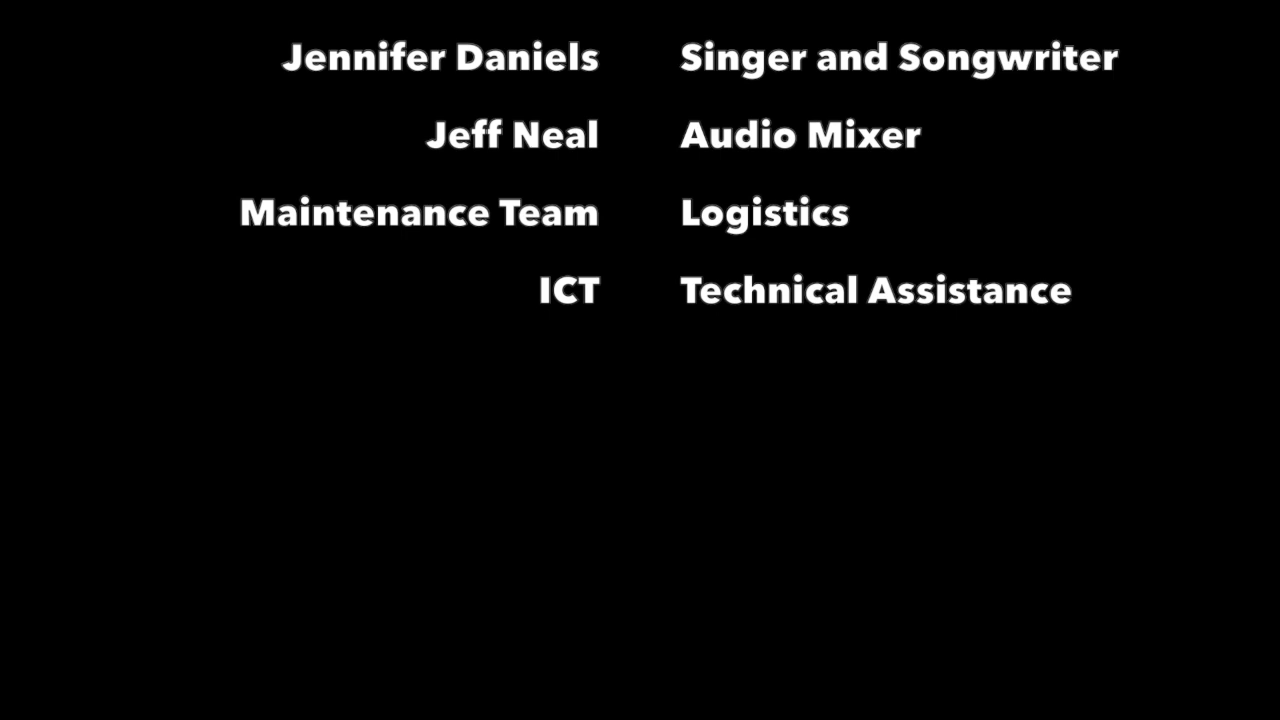 Jennifer Daniels Singer and Songwriter
Jeff Neal Audio Mixer
Maintenance Team Logistics
ICT Technical Assistance